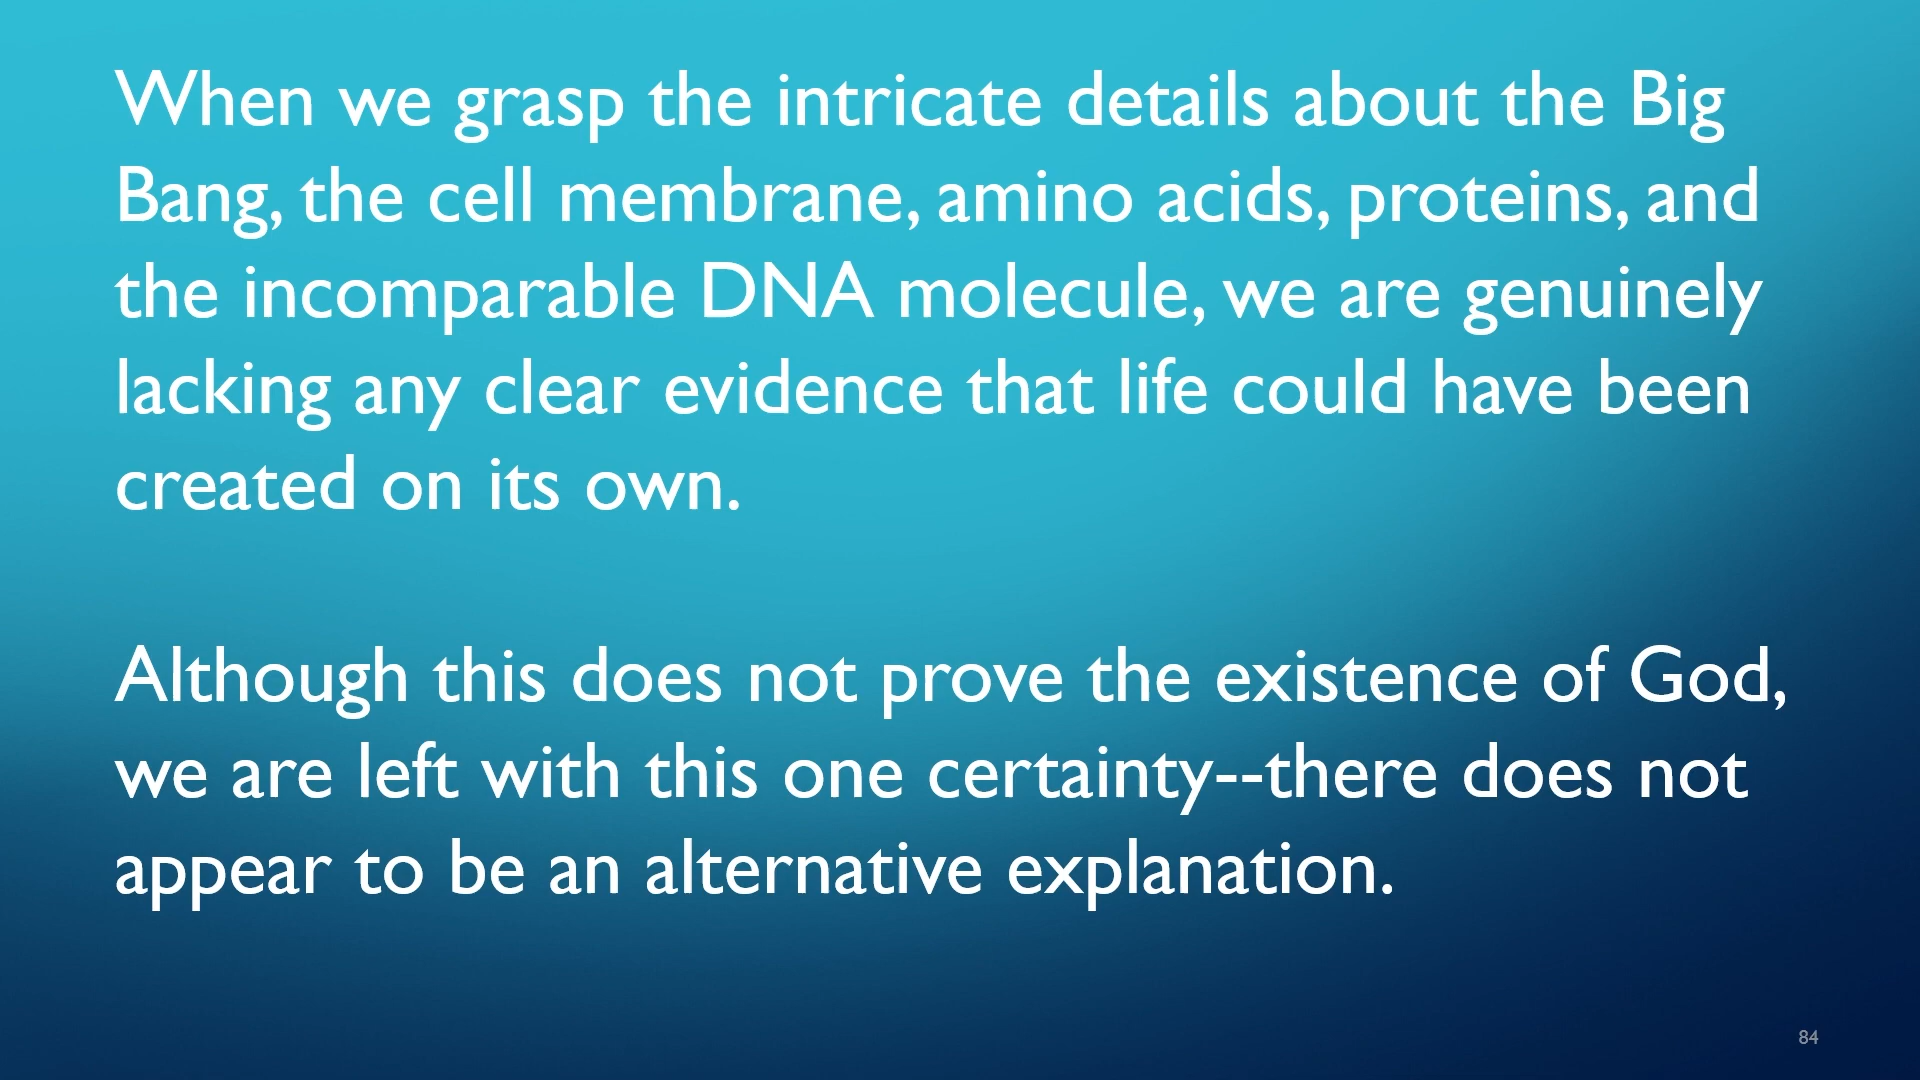 When we grasp the intricate details about the Big
Bang, the cell membrane, amino acids, proteins, and
the incomparable DNA molecule, we are genuinely
lacking any clear evidence that life could have been
created on its own.
Although this does not prove the existence of God,
we are left with this one certainty--there does not
appear to be an alternative explanation.
84